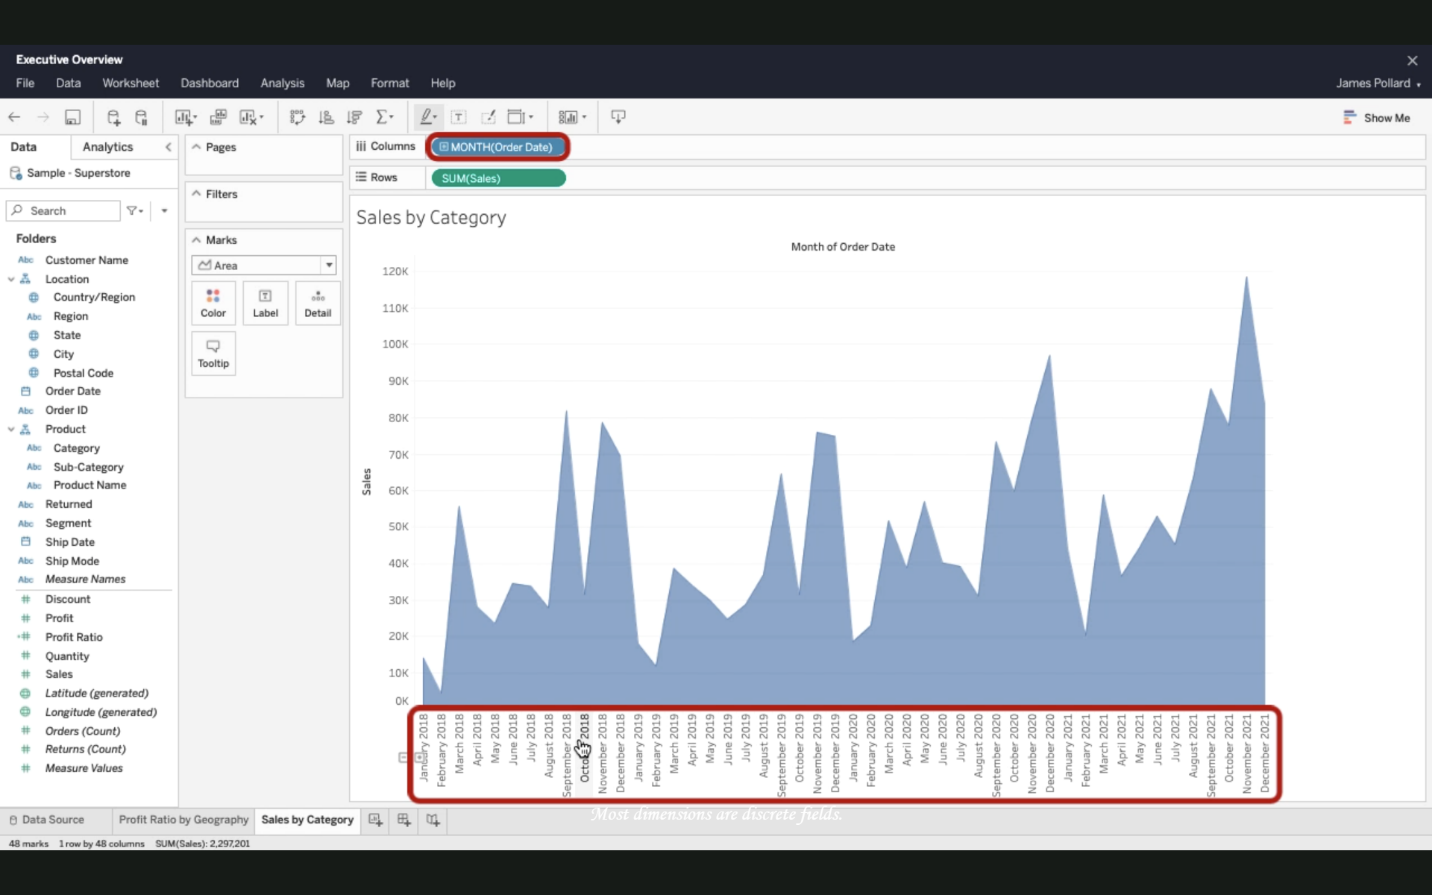 Executive Overview
File Data Worksheet Dashboard Analysis Map Format Help
James Pollard
Show Me
Data Analytics
Sample - Superstore
Search
Folders
Abc Customer Name
Location
Country/Region
Abc Region
State
City
Postal Code
Order Date
Abc Order ID
Product
Abc Category
Abc Sub-Category
Abc Product Name
Abc Returned
Abc Segment
Ship Date
Abc Ship Mode
Abc Measure Names
# Discount
# Profit
=# Profit Ratio
# Quantity
# Sales
Latitude (generated)
Longitude (generated)
# Orders (Count)
# Returns (Count)
# Measure Values
Pages
Filters
Marks
Area
Color Label Detail
Tooltip
Columns MONTH(Order Date)
Rows SUM(Sales)
Sales by Category
Month of Order Date
120K
110K
100K
90K
80K
70K
60K
50K
40K
30K
20K
10K
0K
Sales
January 2018
February 2018
March 2018
April 2018
May 2018
June 2018
July 2018
August 2018
September 2018
October 2018
November 2018
December 2018
January 2019
February 2019
March 2019
April 2019
May 2019
June 2019
July 2019
August 2019
September 2019
October 2019
November 2019
December 2019
January 2020
February 2020
March 2020
April 2020
May 2020
June 2020
July 2020
August 2020
September 2020
October 2020
November 2020
December 2020
January 2021
February 2021
March 2021
April 2021
May 2021
June 2021
July 2021
August 2021
September 2021
October 2021
November 2021
December 2021
Most dimensions are discrete fields.
Data Source Profit Ratio by Geography Sales by Category
48 marks 1 row by 48 columns SUM(Sales): 2,297,201